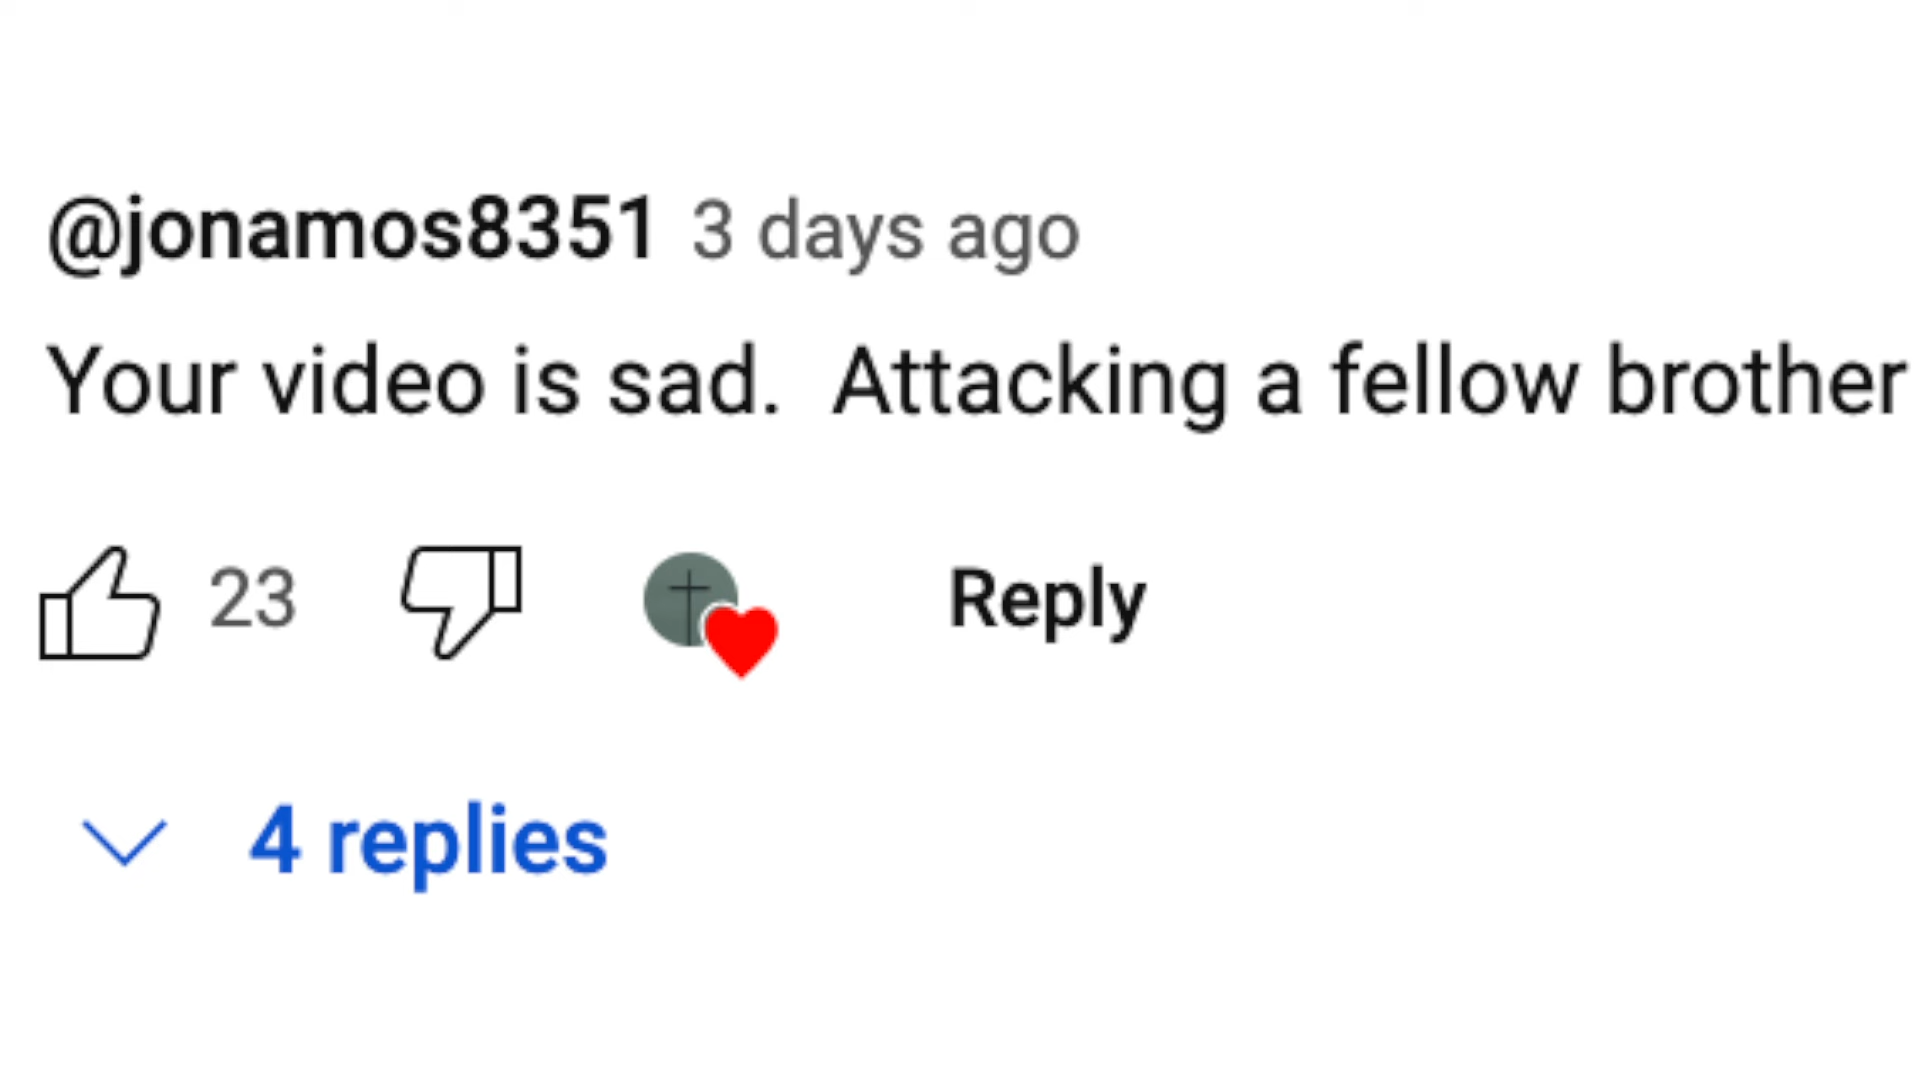 @jonamos8351 3 days ago
Your video is sad.  Attacking a fellow brother
23 Reply
4 replies